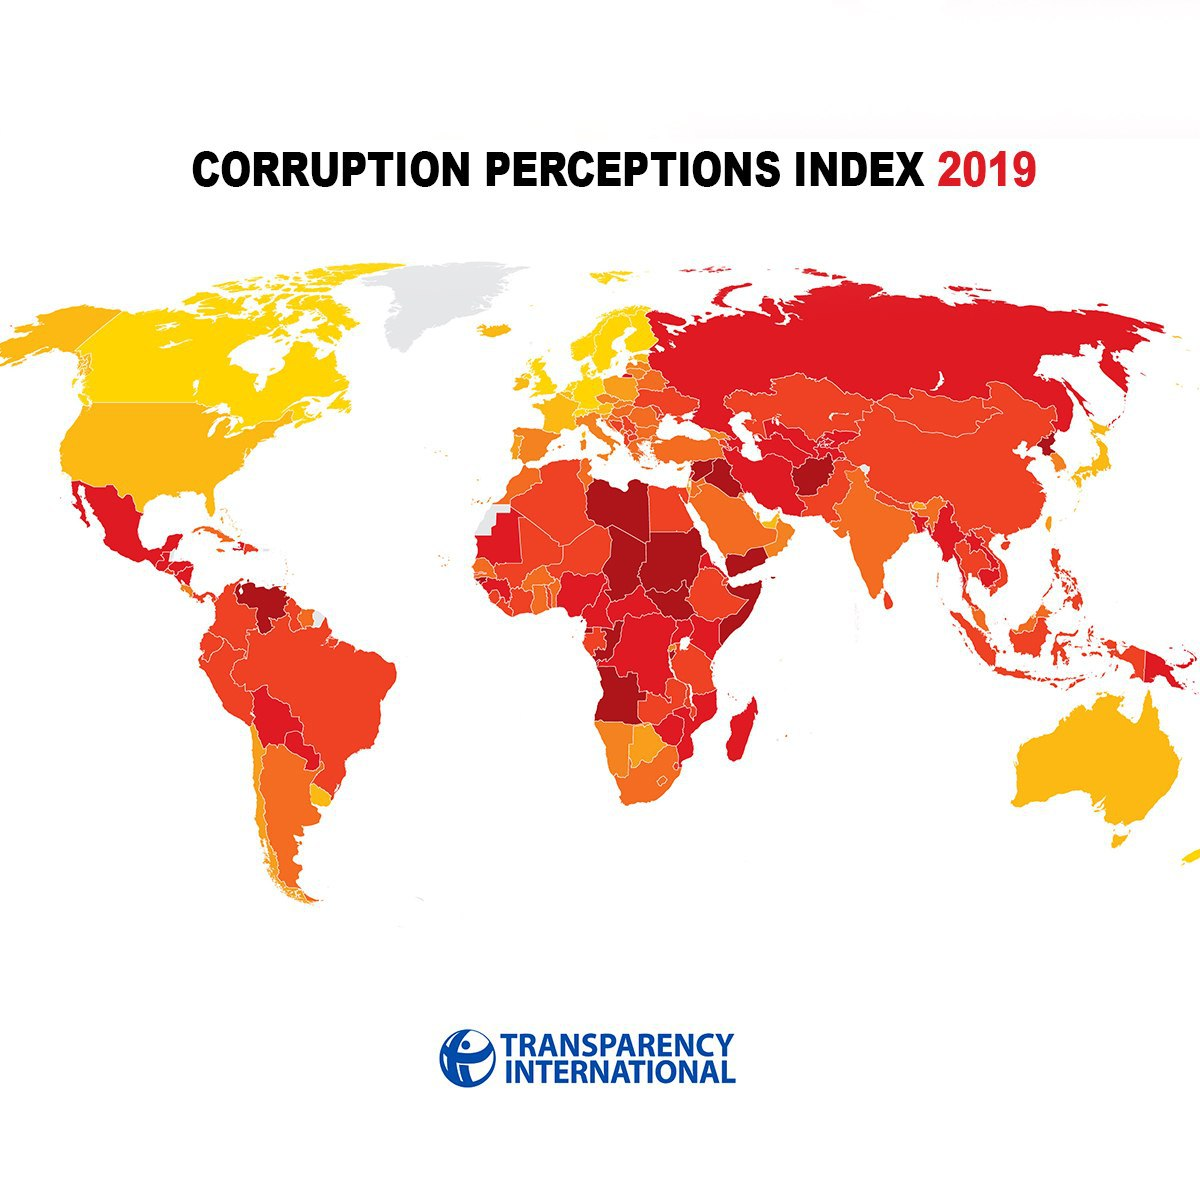 CORRUPTION PERCEPTIONS INDEX 2019
TRANSPARENCY
INTERNATIONAL